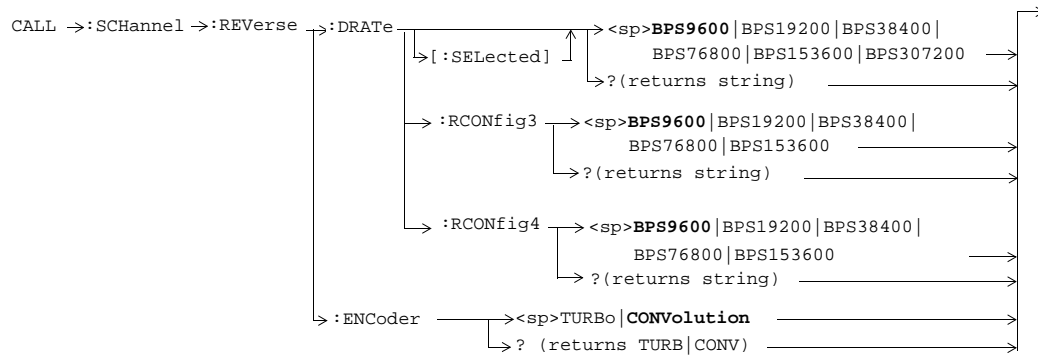 CALL :SCHannel :REVerse :DRATe <sp>BPS9600|BPS19200|BPS38400|
[:SELected] BPS76800|BPS153600|BPS307200
?(returns string)
:RCONfig3 <sp>BPS9600|BPS19200|BPS38400|
BPS76800|BPS153600
?(returns string)
:RCONfig4 <sp>BPS9600|BPS19200|BPS38400|
BPS76800|BPS153600
?(returns string)
:ENCoder <sp>TURBo|CONVolution
? (returns TURB|CONV)